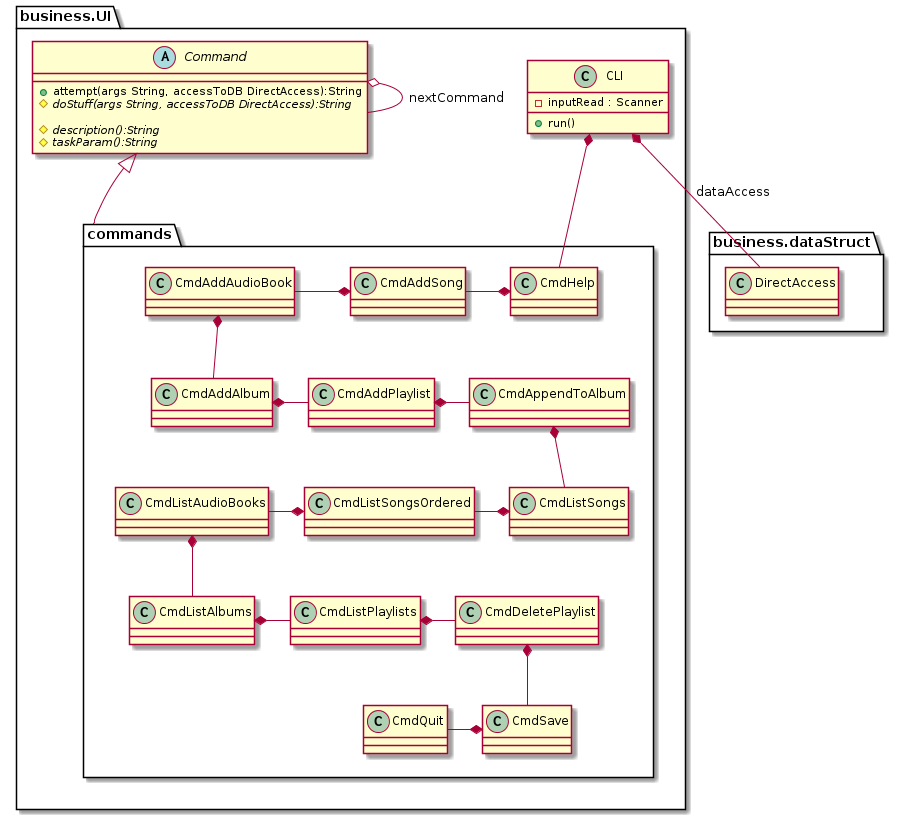 business.UI
A Command
attempt(args String, accessToDB DirectAccess):String
doStuff(args String, accessToDB DirectAccess):String
description():String
taskParam():String
nextCommand
C CLI
inputRead : Scanner
run()
dataAccess
business.dataStruct
C DirectAccess
commands
C CmdAddAudioBook
C CmdAddSong
C CmdHelp
C CmdAddAlbum
C CmdAddPlaylist
C CmdAppendToAlbum
C CmdListAudioBooks
C CmdListSongsOrdered
C CmdListSongs
C CmdListAlbums
C CmdListPlaylists
C CmdDeletePlaylist
C CmdQuit
C CmdSave